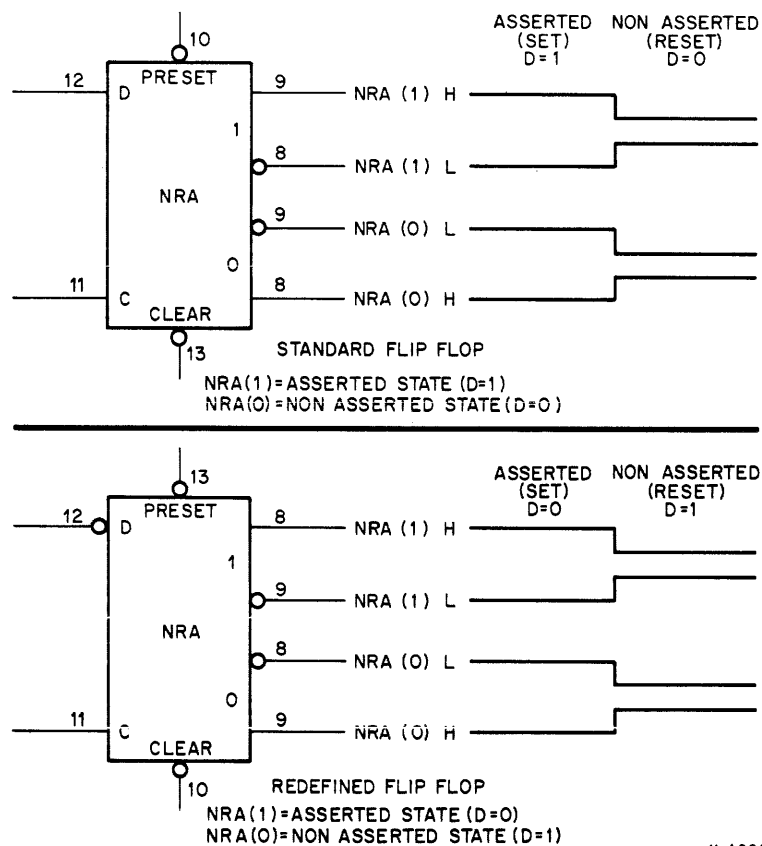 ASSERTED NON ASSERTED
(SET) (RESET)
D=1 D=0
10
PRESET
12 D 9 NRA (1) H
1
8 NRA (1) L
NRA
9 NRA (0) L
0
11 C 8 NRA (0) H
CLEAR
13
STANDARD FLIP FLOP
NRA(1)=ASSERTED STATE (D=1)
NRA(0)=NON ASSERTED STATE (D=0)
ASSERTED NON ASSERTED
(SET) (RESET)
D=0 D=1
13
PRESET
12 D 8 NRA (1) H
1
9 NRA (1) L
NRA
8 NRA (0) L
0
11 C 9 NRA (0) H
CLEAR
10
REDEFINED FLIP FLOP
NRA(1)=ASSERTED STATE (D=0)
NRA(0)=NON ASSERTED STATE (D=1)